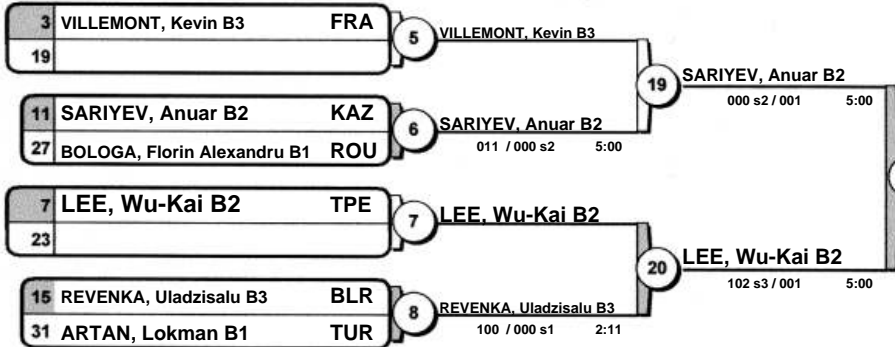 3 VILLEMONT, Kevin B3 FRA
19
5 VILLEMONT, Kevin B3
11 SARIYEV, Anuar B2 KAZ
27 BOLOGA, Florin Alexandru B1 ROU
6 SARIYEV, Anuar B2
011 / 000 s2 5:00
19 SARIYEV, Anuar B2
000 s2 / 001 5:00
7 LEE, Wu-Kai B2 TPE
23
7 LEE, Wu-Kai B2
15 REVENKA, Uladzisalu B3 BLR
31 ARTAN, Lokman B1 TUR
8 REVENKA, Uladzisalu B3
100 / 000 s1 2:11
20 LEE, Wu-Kai B2
102 s3 / 001 5:00